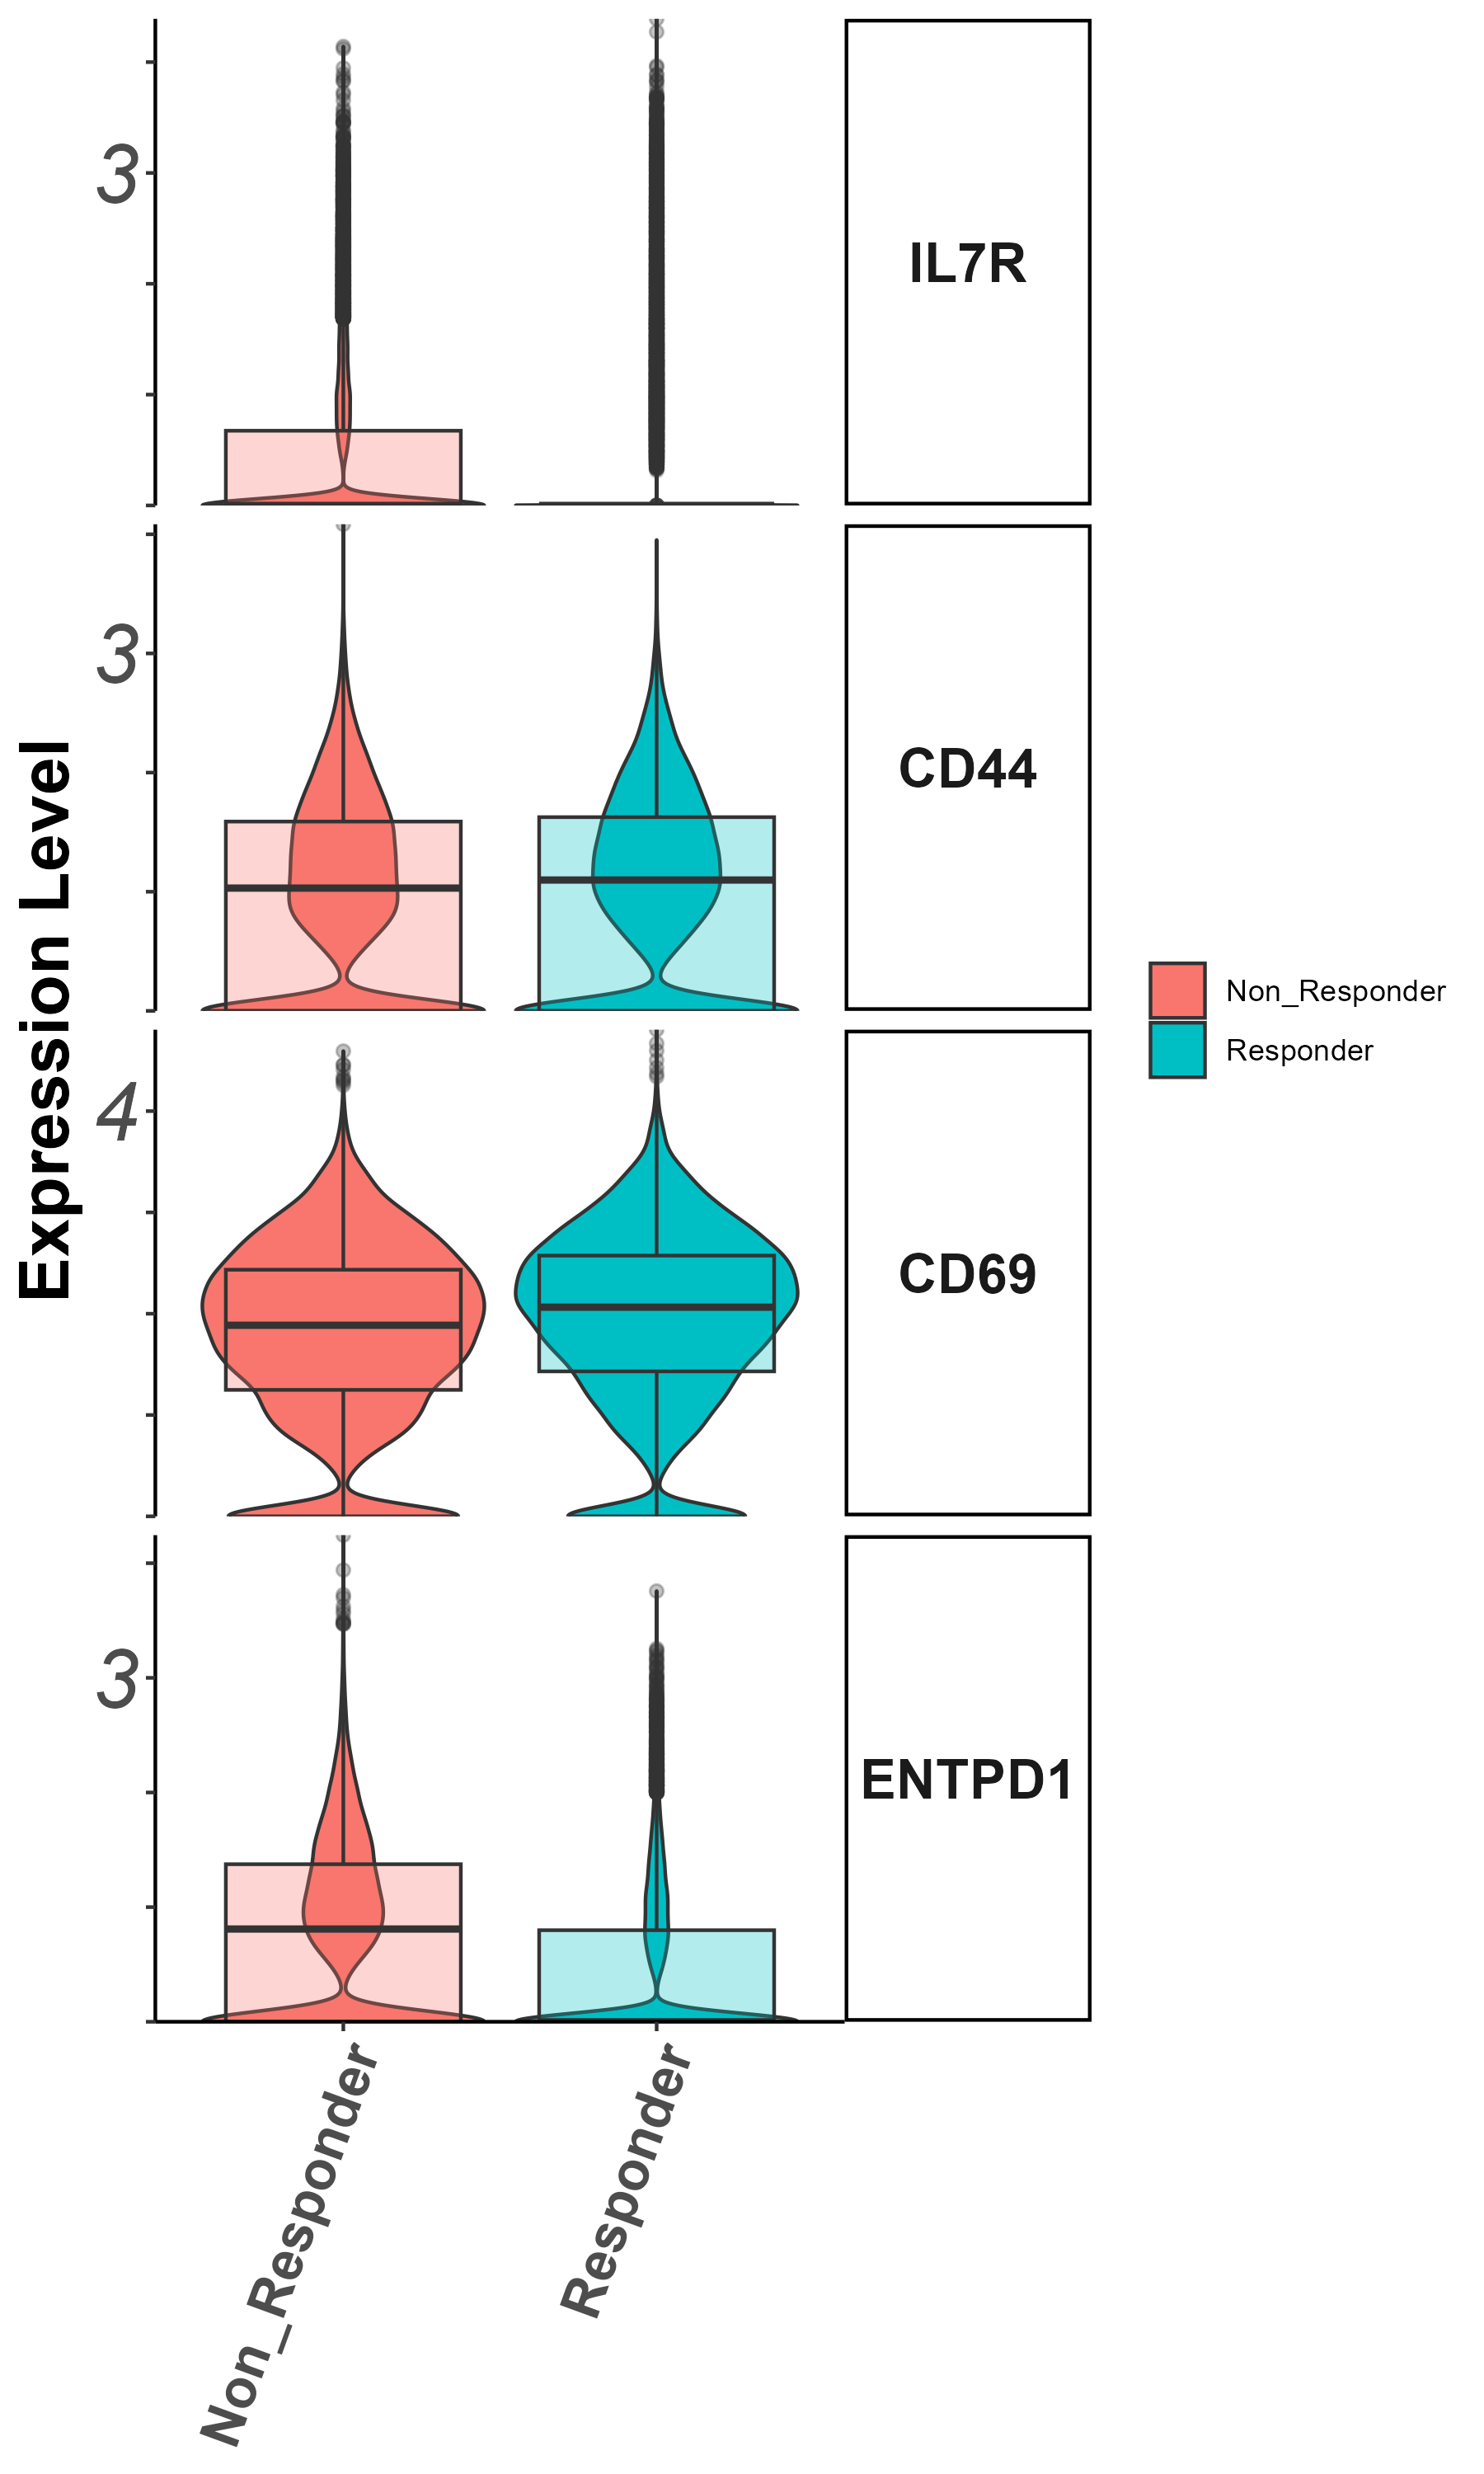 Expression Level
3
IL7R
3
CD44
4
CD69
3
ENTPD1
Non_Responder
Responder
Non_Responder
Responder